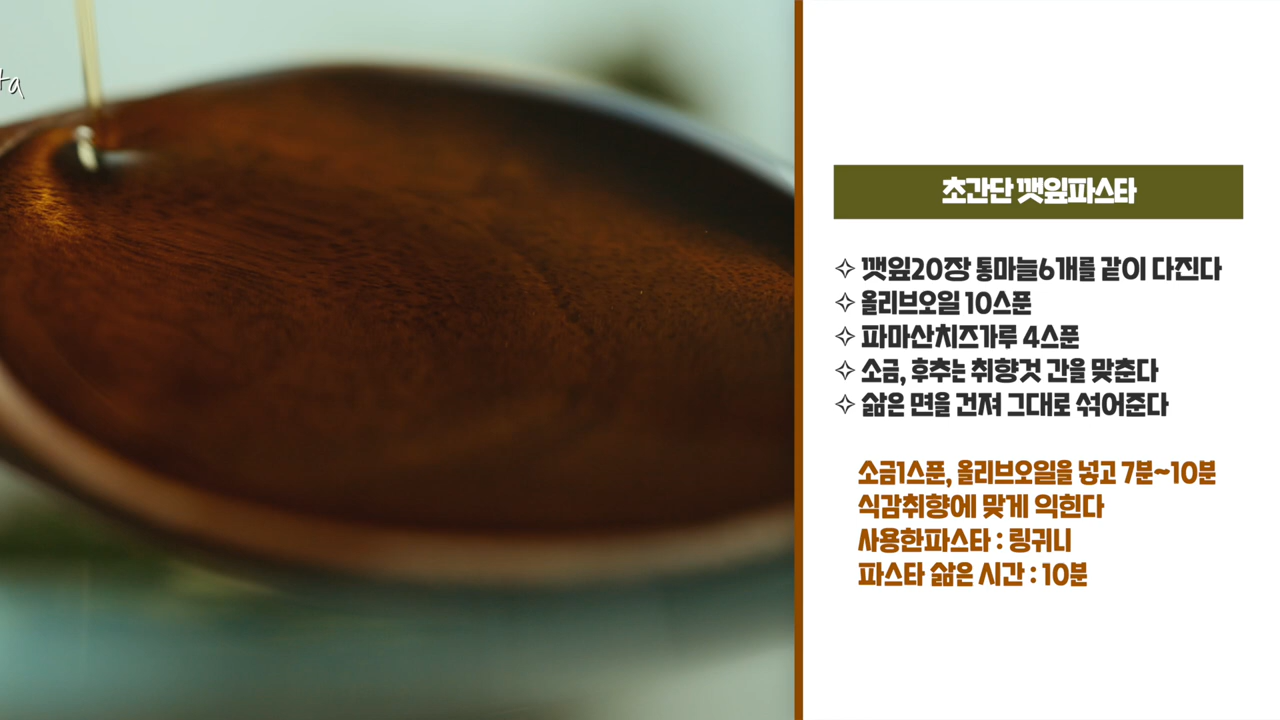 ta
초간단 깻잎파스타
✧ 깻잎20장 통마늘6개를 같이 다진다
✧ 올리브오일 10스푼
✧ 파마산치즈가루 4스푼
✧ 소금, 후추는 취향것 간을 맞춘다
✧ 삶은 면을 건져 그대로 섞어준다
소금1스푼, 올리브오일을 넣고 7분~10분
식감취향에 맞게 익힌다
사용한파스타 : 링귀니
파스타 삶은 시간 : 10분